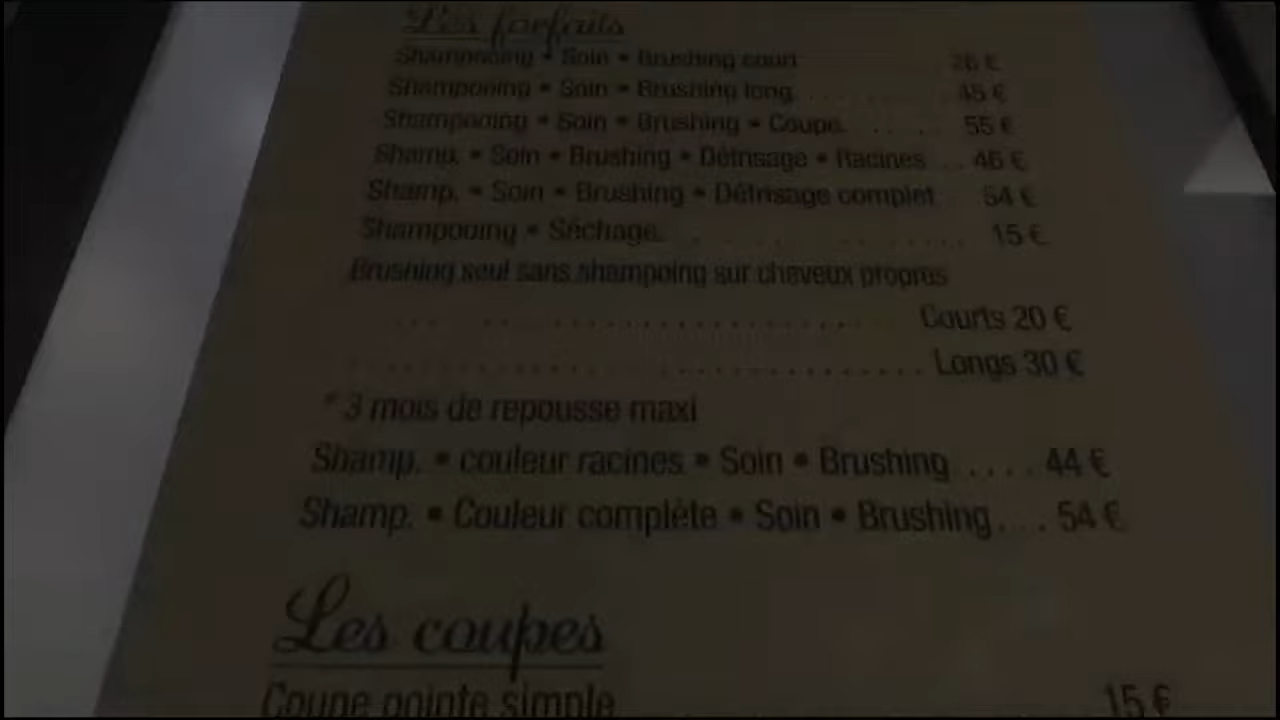 Les forfaits
Shampooing • Soin • Brushing court
Shampooing • Soin • Brushing long 45 €
Shampooing • Soin • Brushing • Coupe 55 €
Shamp. • Soin • Brushing • Défrisage • Racines ... 46 €
Shamp. • Soin • Brushing • Défrisage complet 54 €
Shampooing • Séchage 15 €
Brushing seul sans shampoing sur cheveux propres
Courts 20 €
Longs 30 €
* 3 mois de repousse maxi
Shamp. • couleur racines • Soin • Brushing .... 44 €
Shamp. • Couleur complète • Soin • Brushing ... 54 €
Les coupes
Coupe pointe simple 15 €